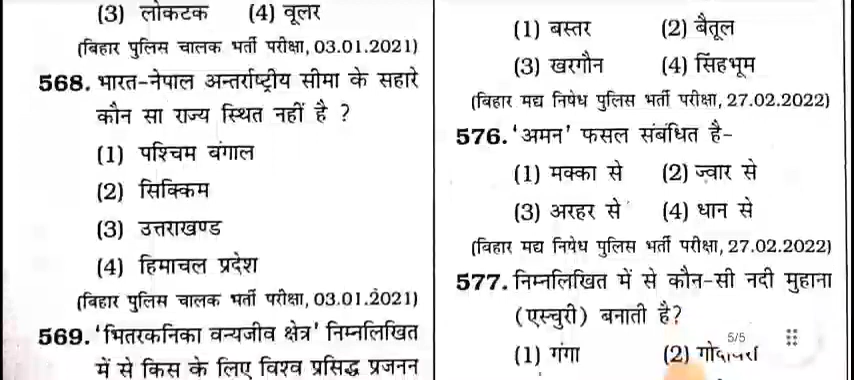 (3) लोकटक (4) वूलर
(बिहार पुलिस चालक भर्ती परीक्षा, 03.01.2021)
568. भारत-नेपाल अन्तर्राष्ट्रीय सीमा के सहारे
कौन सा राज्य स्थित नहीं है ?
(1) पश्चिम बंगाल
(2) सिक्किम
(3) उत्तराखण्ड
(4) हिमाचल प्रदेश
(बिहार पुलिस चालक भर्ती परीक्षा, 03.01.2021)
569. 'भितरकनिका वन्यजीव क्षेत्र' निम्नलिखित
में से किस के लिए विश्व प्रसिद्ध प्रजनन
(1) बस्तर (2) बैतूल
(3) खरगौन (4) सिंहभूम
(बिहार मद्य निषेध पुलिस भर्ती परीक्षा, 27.02.2022)
576. 'अमन' फसल संबंधित है-
(1) मक्का से (2) ज्वार से
(3) अरहर से (4) धान से
(बिहार मद्य निषेध पुलिस भर्ती परीक्षा, 27.02.2022)
577. निम्नलिखित में से कौन-सी नदी मुहाना
(एस्चुरी) बनाती है?
5/5
(1) गंगा (2)